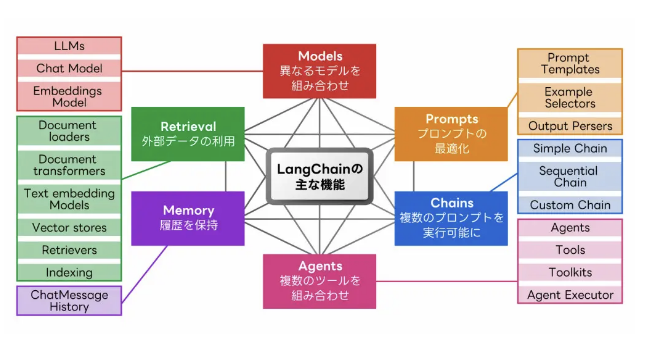 LLMs
Chat Model
Embeddings
Model
Document
loaders
Document
transformers
Text embedding
Models
Vector stores
Retrievers
Indexing
ChatMessage
History
Models
異なるモデルを
組み合わせ
Retrieval
外部データの利用
Prompts
プロンプトの
最適化
LangChainの
主な機能
Memory
履歴を保持
Chains
複数のプロンプトを
実行可能に
Agents
複数のツールを
組み合わせ
Prompt
Templates
Example
Selectors
Output Persers
Simple Chain
Sequential
Chain
Custom Chain
Agents
Tools
Toolkits
Agent Executor